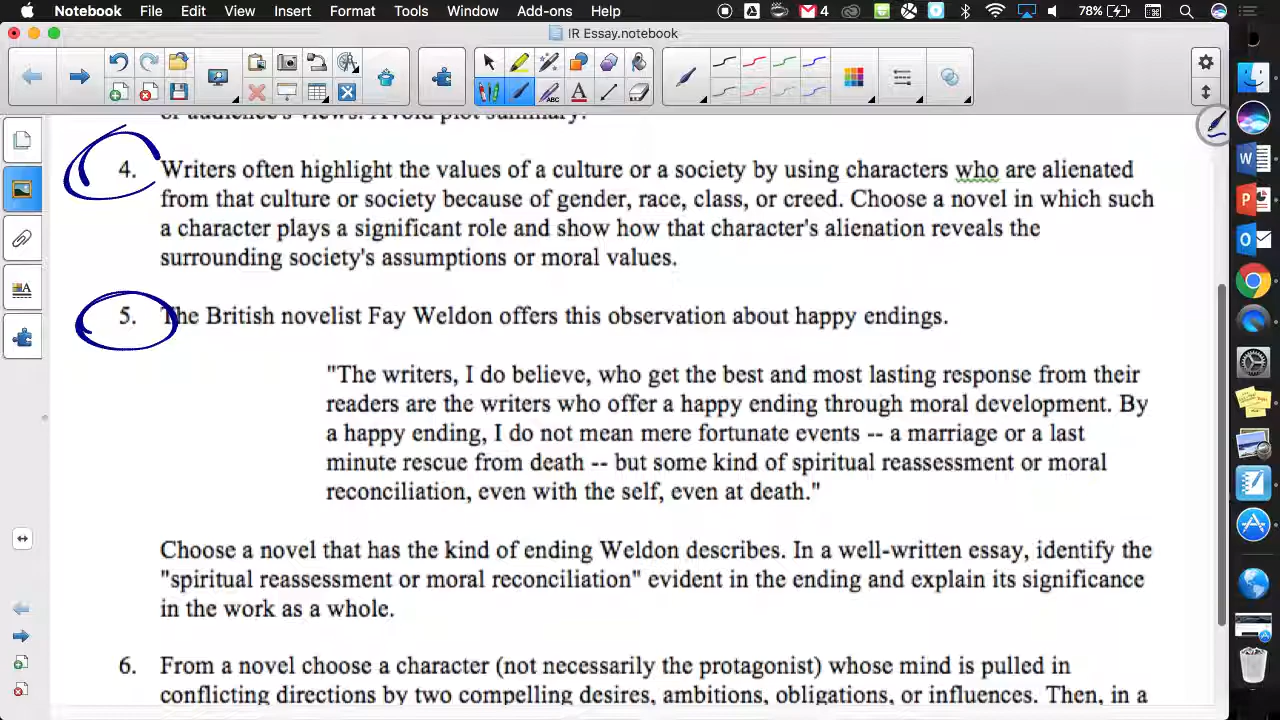 Notebook File Edit View Insert Format Tools Window Add-ons Help 4 78%
IR Essay.notebook
or audience's views. Avoid plot summary.
4. Writers often highlight the values of a culture or a society by using characters who are alienated
from that culture or society because of gender, race, class, or creed. Choose a novel in which such
a character plays a significant role and show how that character's alienation reveals the
surrounding society's assumptions or moral values.
5. The British novelist Fay Weldon offers this observation about happy endings.
"The writers, I do believe, who get the best and most lasting response from their
readers are the writers who offer a happy ending through moral development. By
a happy ending, I do not mean mere fortunate events -- a marriage or a last
minute rescue from death -- but some kind of spiritual reassessment or moral
reconciliation, even with the self, even at death."
Choose a novel that has the kind of ending Weldon describes. In a well-written essay, identify the
"spiritual reassessment or moral reconciliation" evident in the ending and explain its significance
in the work as a whole.
6. From a novel choose a character (not necessarily the protagonist) whose mind is pulled in
conflicting directions by two compelling desires, ambitions, obligations, or influences. Then, in a